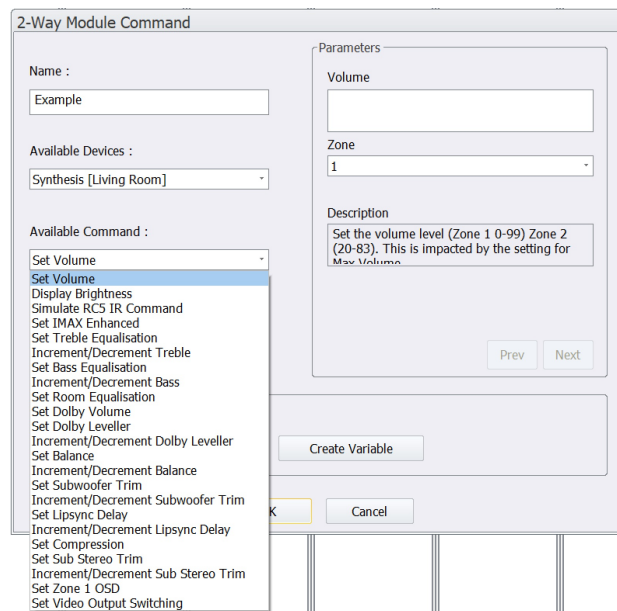 2-Way Module Command
Name :
Example
Available Devices :
Synthesis [Living Room]
Available Command :
Set Volume
Set Volume
Display Brightness
Simulate RC5 IR Command
Set IMAX Enhanced
Set Treble Equalisation
Increment/Decrement Treble
Set Bass Equalisation
Increment/Decrement Bass
Set Room Equalisation
Set Dolby Volume
Set Dolby Leveller
Increment/Decrement Dolby Leveller
Set Balance
Increment/Decrement Balance
Set Subwoofer Trim
Increment/Decrement Subwoofer Trim
Set Lipsync Delay
Increment/Decrement Lipsync Delay
Set Compression
Set Sub Stereo Trim
Increment/Decrement Sub Stereo Trim
Set Zone 1 OSD
Set Video Output Switching
Parameters
Volume
Zone
1
Description
Set the volume level (Zone 1 0-99) Zone 2
(20-83). This is impacted by the setting for
Max Volume
Prev
Next
Create Variable
K
Cancel